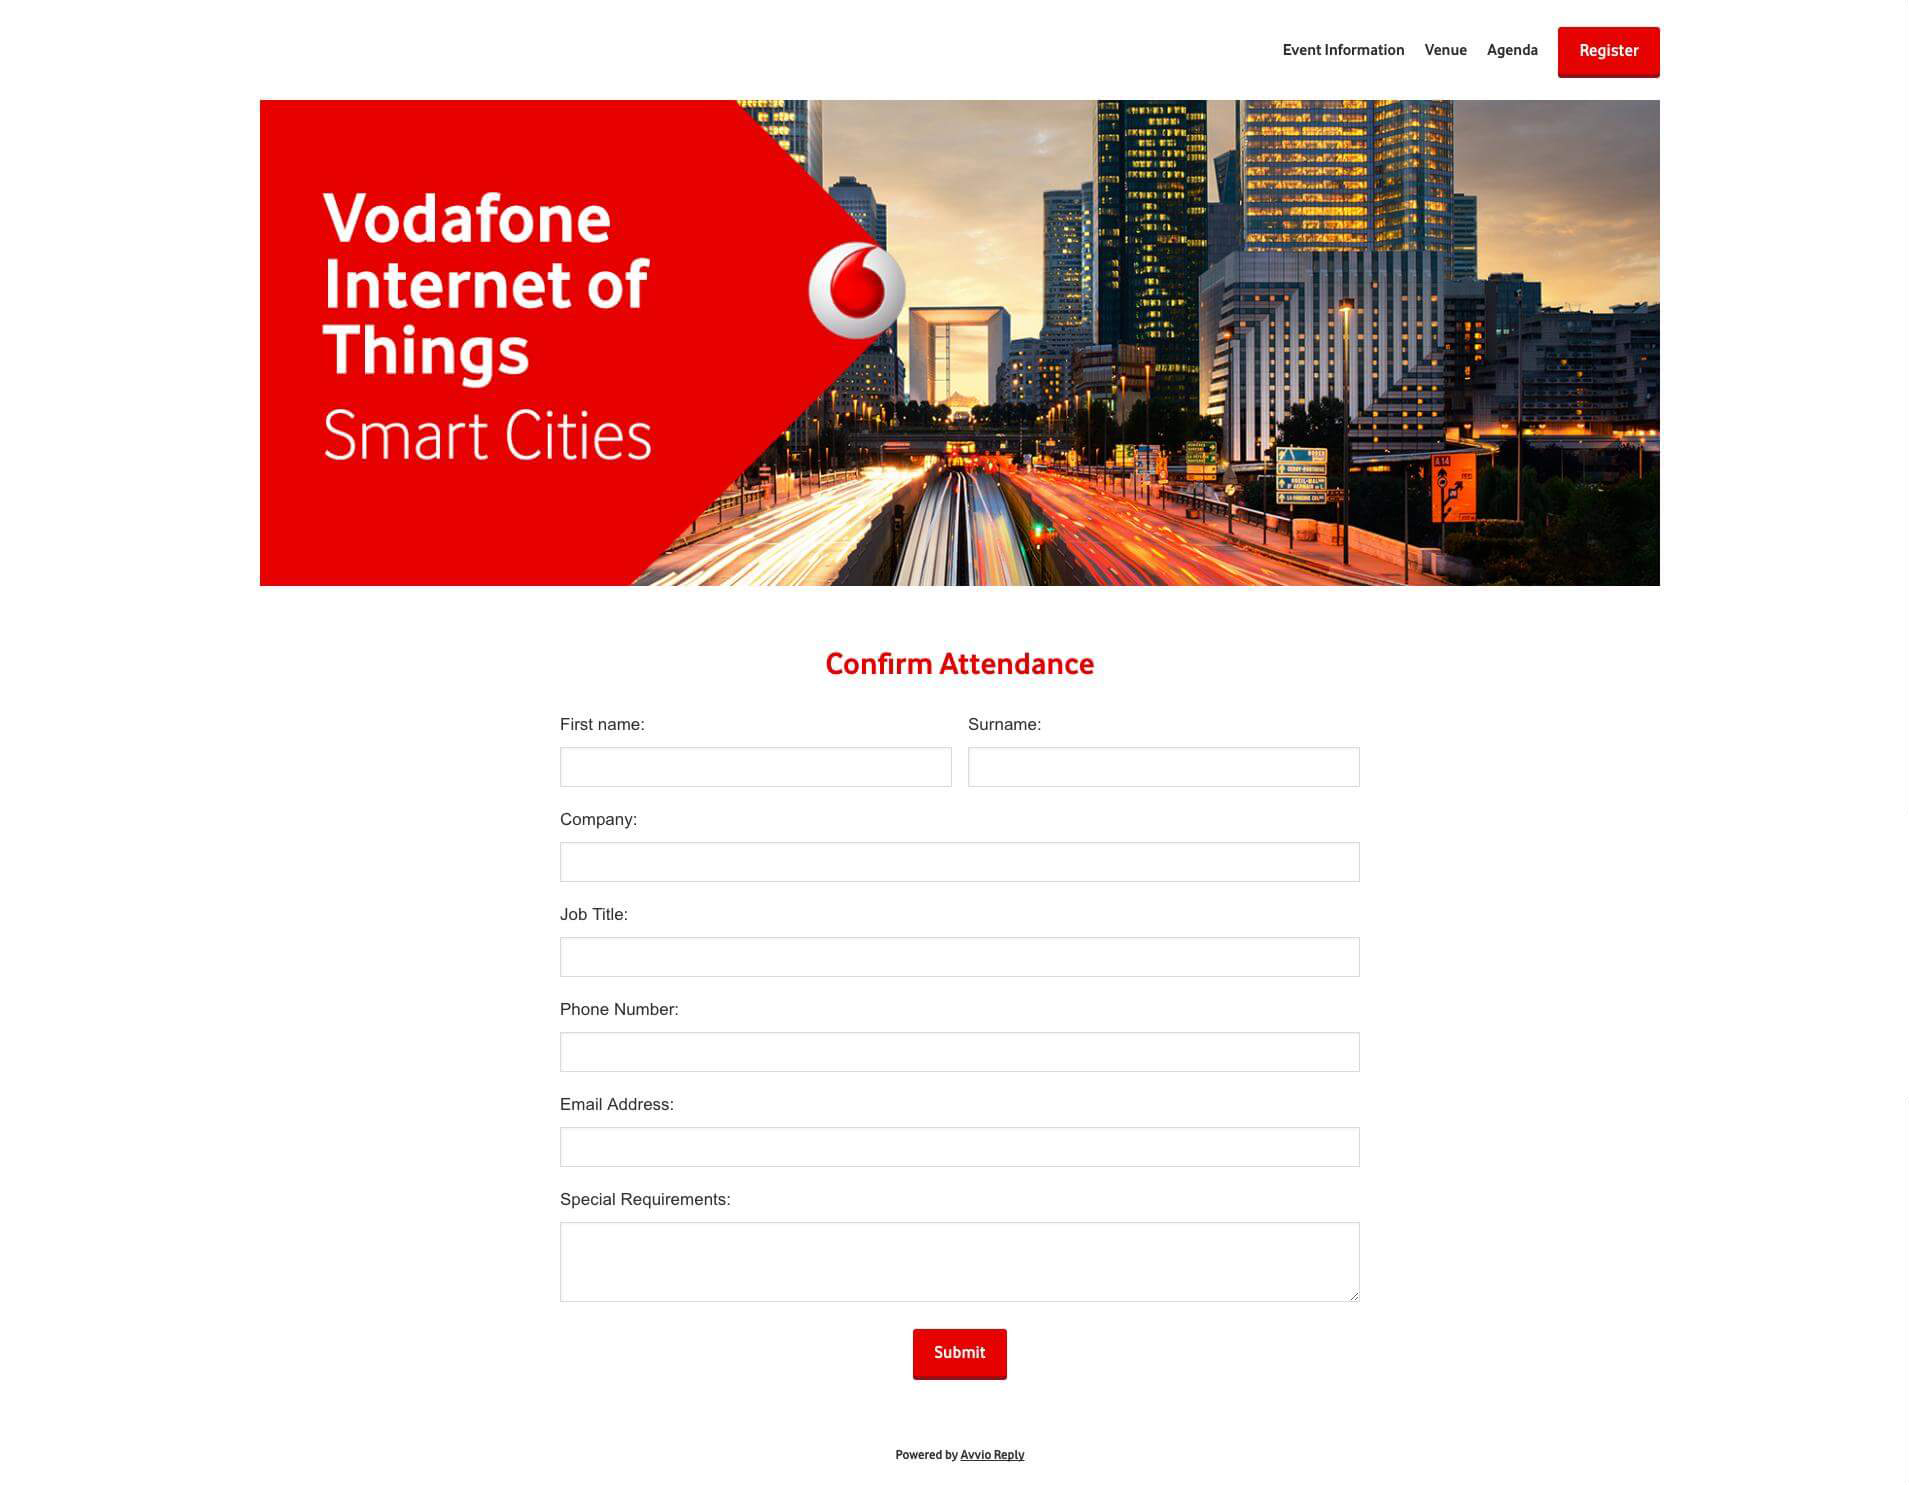 Event Information Venue Agenda Register
Vodafone
Internet of
Things
Smart Cities
A14
Confirm Attendance
First name: Surname:
Company:
Job Title:
Phone Number:
Email Address:
Special Requirements:
Submit
Powered by Avvio Reply